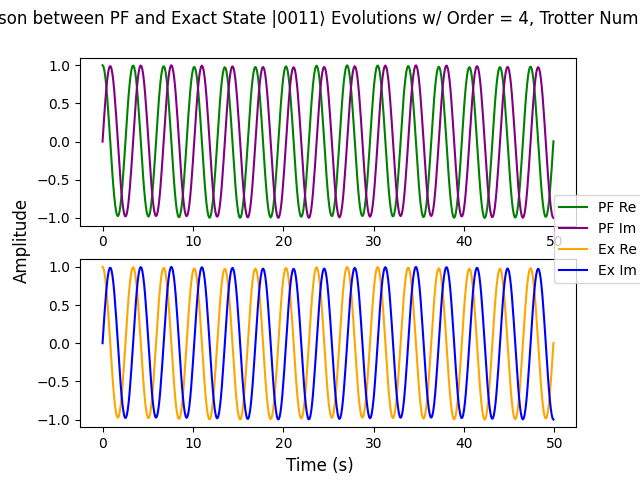 son between PF and Exact State |0011⟩ Evolutions w/ Order = 4, Trotter Num
1.0
0.5
0.0
−0.5
−1.0
0 10 20 30 40 50
PF Re
PF Im
Ex Re
Ex Im
Amplitude
1.0
0.5
0.0
−0.5
−1.0
0 10 20 30 40 50
Time (s)